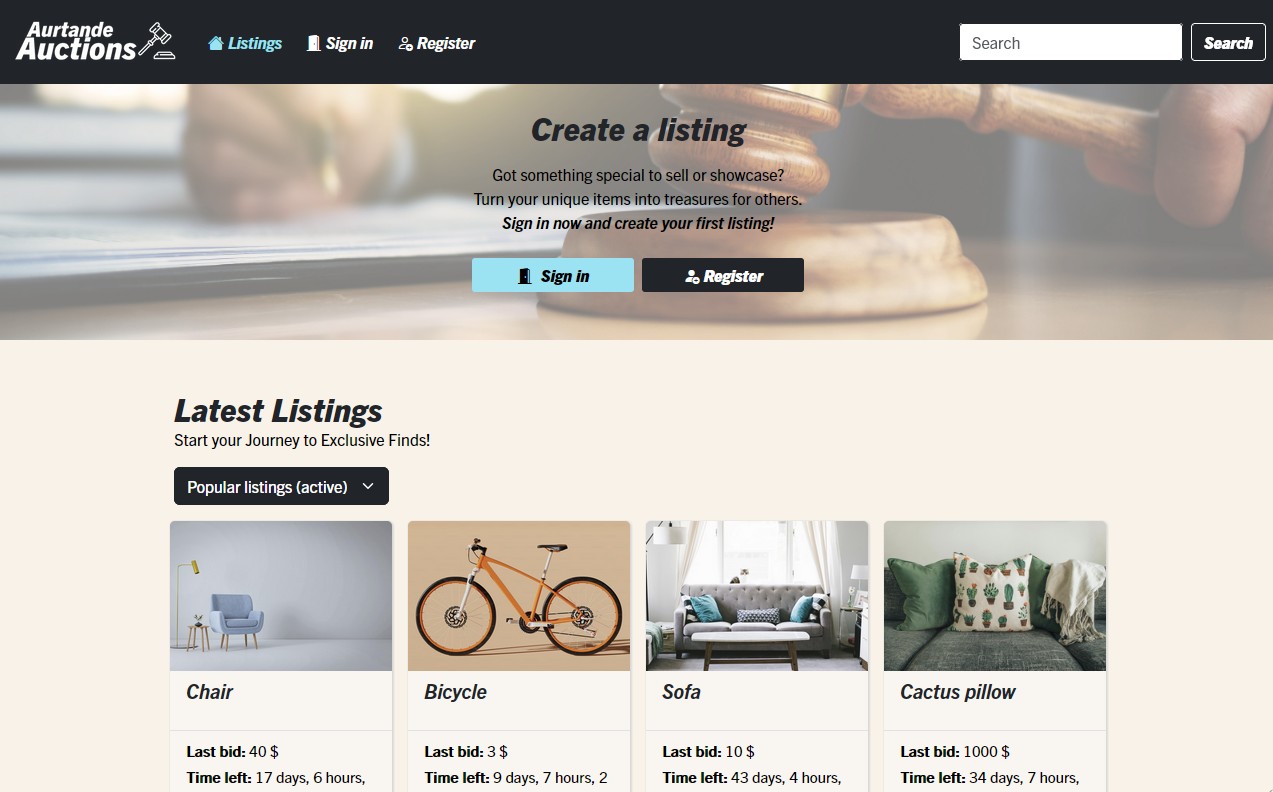 Aurtande
Auctions
Listings
Sign in
Register
Search
Search
Create a listing
Got something special to sell or showcase?
Turn your unique items into treasures for others.
Sign in now and create your first listing!
Sign in
Register
Latest Listings
Start your Journey to Exclusive Finds!
Popular listings (active)
Chair
Last bid: 40 $
Time left: 17 days, 6 hours,
Bicycle
Last bid: 3 $
Time left: 9 days, 7 hours, 2
Sofa
Last bid: 10 $
Time left: 43 days, 4 hours,
Cactus pillow
Last bid: 1000 $
Time left: 34 days, 7 hours,